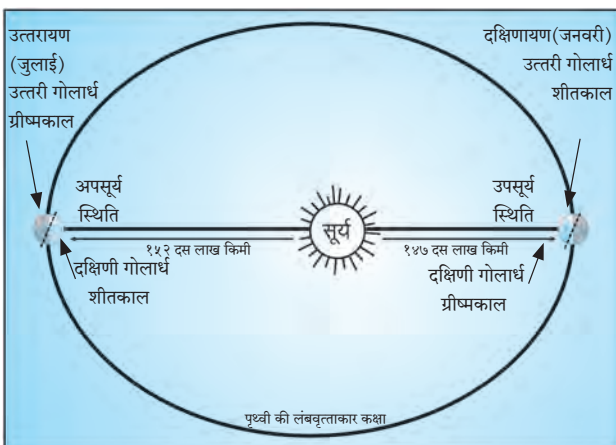 उत्तरायण
(जुलाई)
उत्तरी गोलार्ध
ग्रीष्मकाल
दक्षिणायण(जनवरी)
उत्तरी गोलार्ध
शीतकाल
अपसूर्य
स्थिति
सूर्य
उपसूर्य
स्थिति
१५२ दस लाख किमी
१४७ दस लाख किमी
दक्षिणी गोलार्ध
शीतकाल
दक्षिणी गोलार्ध
ग्रीष्मकाल
पृथ्वी की लंबवृत्ताकार कक्षा